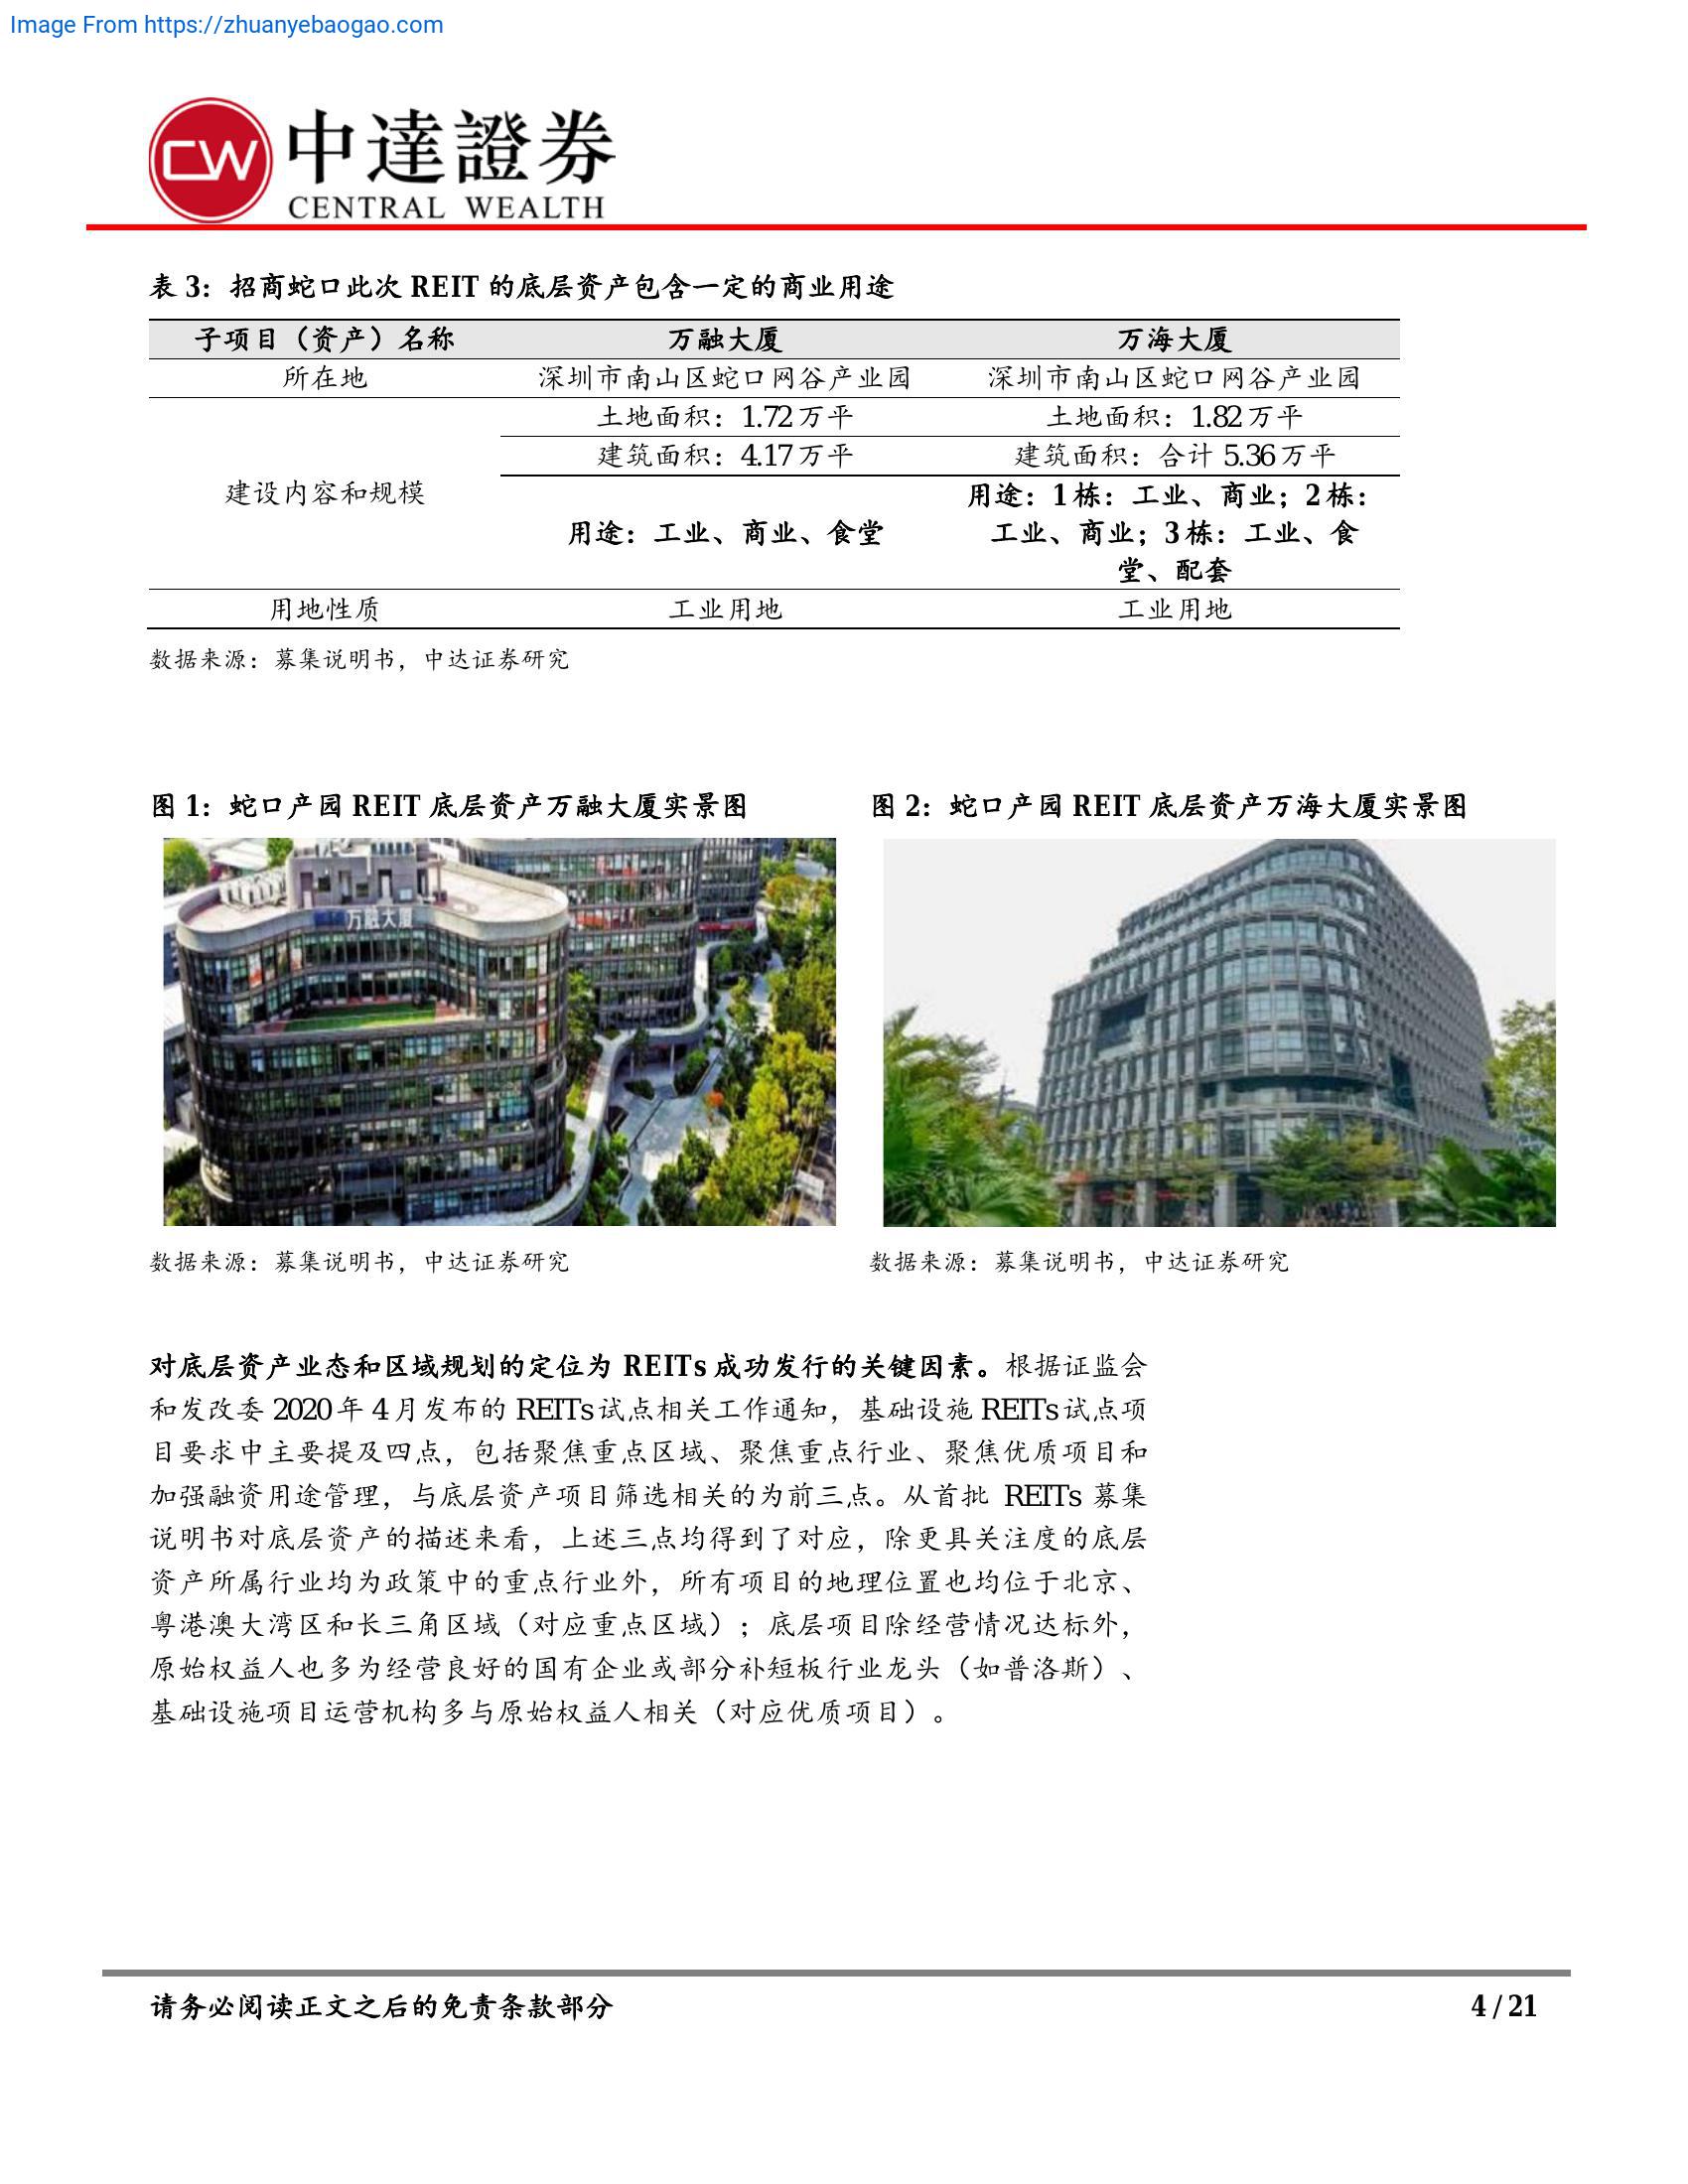 Image From https://zhuanyebaogao.com
CW
中達證券
CENTRAL WEALTH
表 3：招商蛇口此次 REIT 的底层资产包含一定的商业用途
子项目（资产）名称 万融大厦 万海大厦
所在地 深圳市南山区蛇口网谷产业园 深圳市南山区蛇口网谷产业园
建设内容和规模
土地面积：1.72 万平 土地面积：1.82 万平
建筑面积：4.17 万平 建筑面积：合计 5.36 万平
用途：工业、商业、食堂
用途：1 栋：工业、商业；2 栋：
工业、商业；3 栋：工业、食
堂、配套
用地性质 工业用地 工业用地
数据来源：募集说明书，中达证券研究
图 1：蛇口产园 REIT 底层资产万融大厦实景图
万融大厦
数据来源：募集说明书，中达证券研究
图 2：蛇口产园 REIT 底层资产万海大厦实景图
数据来源：募集说明书，中达证券研究
对底层资产业态和区域规划的定位为 REITs 成功发行的关键因素。根据证监会
和发改委 2020 年 4 月发布的 REITs 试点相关工作通知，基础设施 REITs 试点项
目要求中主要提及四点，包括聚焦重点区域、聚焦重点行业、聚焦优质项目和
加强融资用途管理，与底层资产项目筛选相关的为前三点。从首批 REITs 募集
说明书对底层资产的描述来看，上述三点均得到了对应，除更具关注度的底层
资产所属行业均为政策中的重点行业外，所有项目的地理位置也均位于北京、
粤港澳大湾区和长三角区域（对应重点区域）；底层项目除经营情况达标外，
原始权益人也多为经营良好的国有企业或部分补短板行业龙头（如普洛斯）、
基础设施项目运营机构多与原始权益人相关（对应优质项目）。
请务必阅读正文之后的免责条款部分
4 / 21